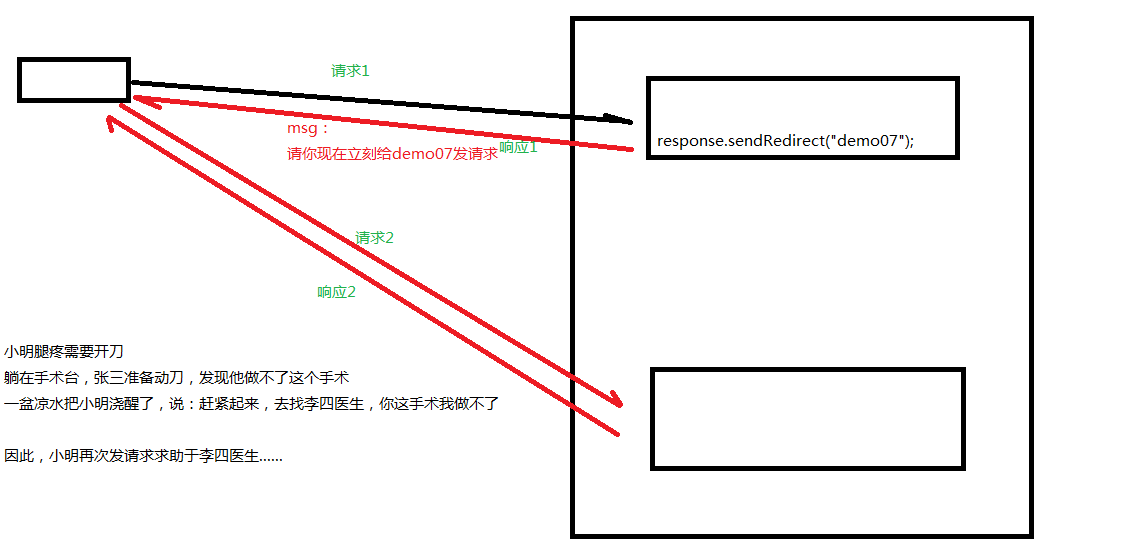 请求1
msg：
请你现在立刻给demo07发请求
响应1
response.sendRedirect("demo07");
请求2
响应2
小明腿疼需要开刀
躺在手术台，张三准备动刀，发现他做不了这个手术
一盆凉水把小明浇醒了，说：赶紧起来，去找李四医生，你这手术我做不了
因此，小明再次发请求求助于李四医生......